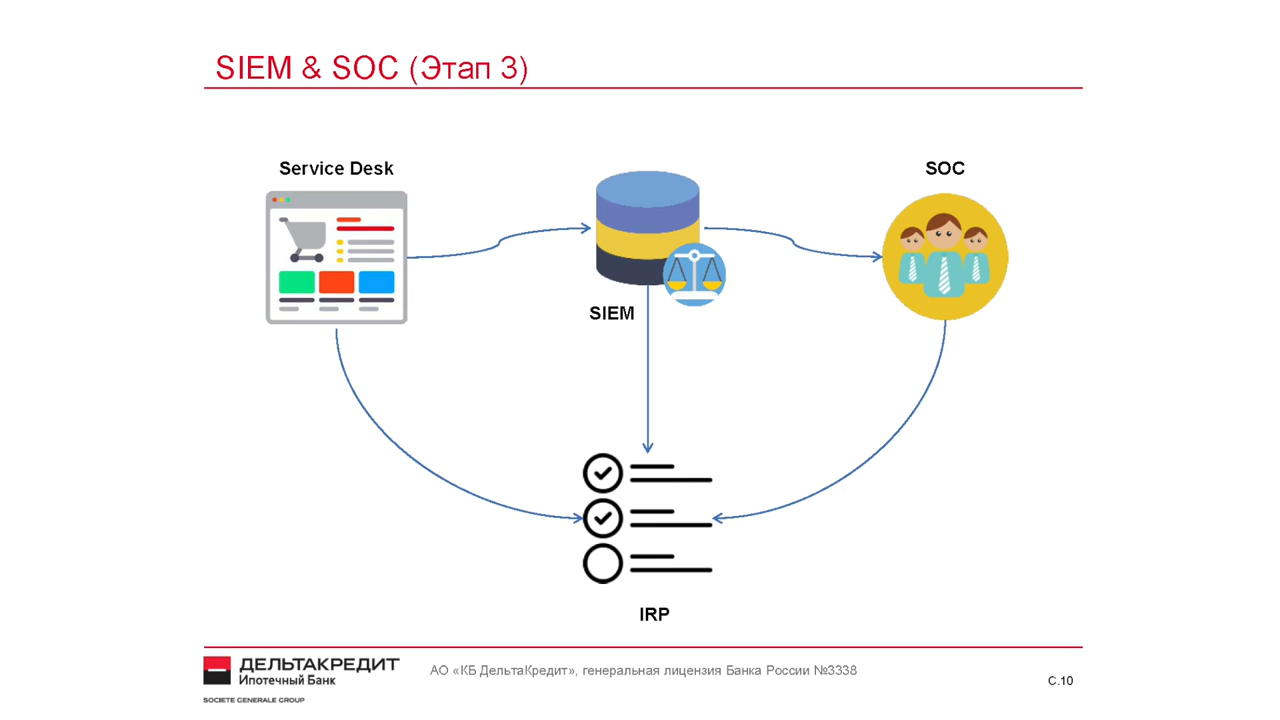 SIEM & SOC (Этап 3)
Service Desk
SOC
SIEM
IRP
ДЕЛЬТАКРЕДИТ
Ипотечный Банк
SOCIETE GENERALE GROUP
АО «КБ ДельтаКредит», генеральная лицензия Банка России №3338
С.10